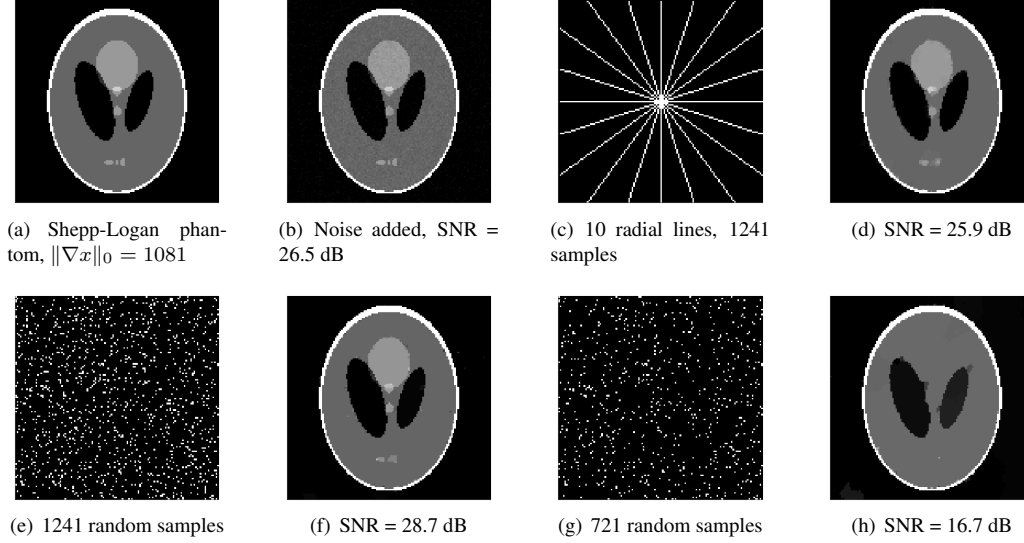 (a) Shepp-Logan phan-
tom, ‖∇x‖₀ = 1081
(b) Noise added, SNR =
26.5 dB
(c) 10 radial lines, 1241
samples
(d) SNR = 25.9 dB
(e) 1241 random samples
(f) SNR = 28.7 dB
(g) 721 random samples
(h) SNR = 16.7 dB